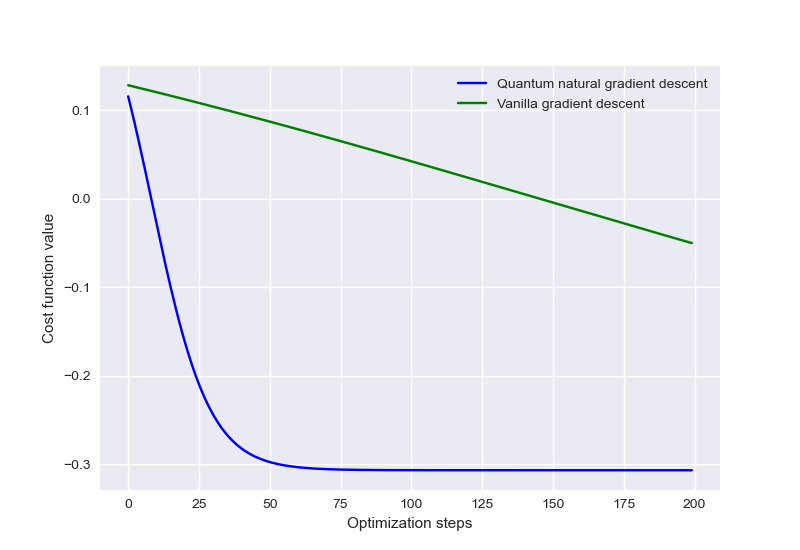 Quantum natural gradient descent
Vanilla gradient descent
0.1
0.0
−0.1
−0.2
−0.3
Cost function value
0 25 50 75 100 125 150 175 200
Optimization steps